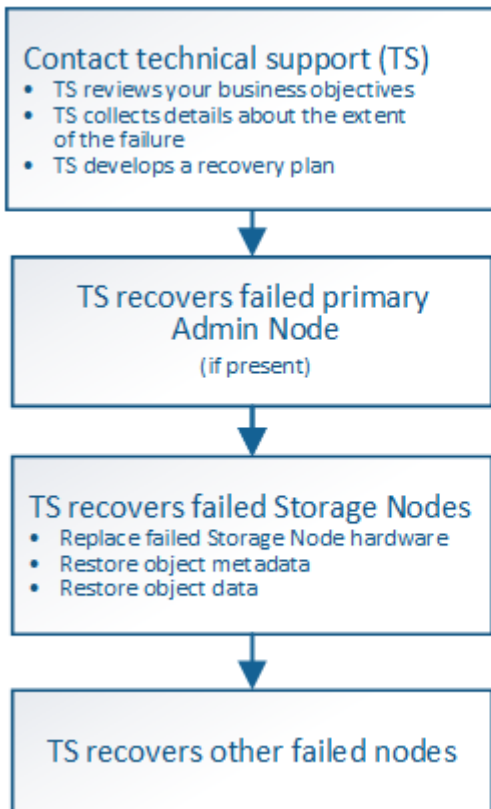 Contact technical support (TS)
• TS reviews your business objectives
• TS collects details about the extent
of the failure
• TS develops a recovery plan
TS recovers failed primary
Admin Node
(if present)
TS recovers failed Storage Nodes
• Replace failed Storage Node hardware
• Restore object metadata
• Restore object data
TS recovers other failed nodes